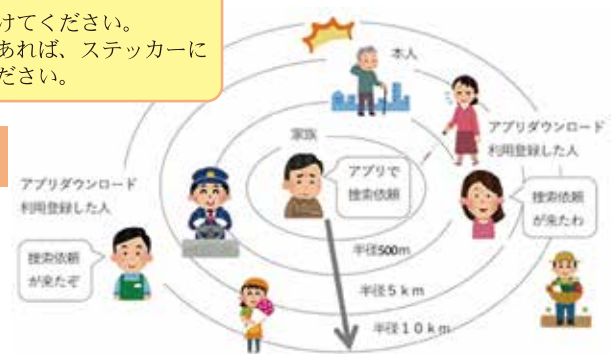 けてください。
あれば、ステッカーに
ださい。
本人
家族
アプリで
捜索依頼
アプリダウンロード
利用登録した人
捜索依頼
が来たわ
アプリダウンロード
利用登録した人
捜索依頼
が来たぞ
半径500m
半径5km
半径10km